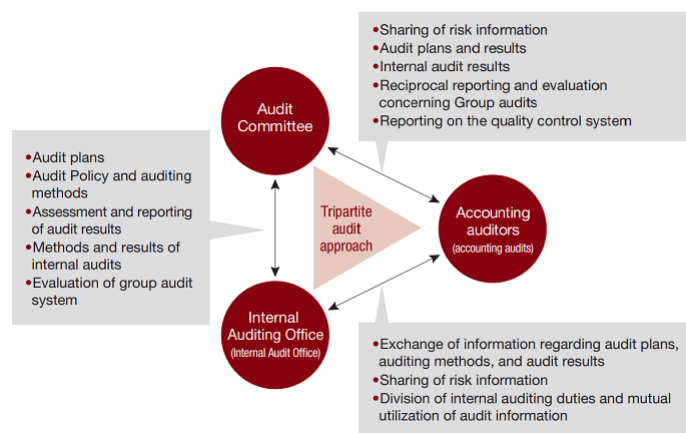 •Sharing of risk information
•Audit plans and results
•Internal audit results
•Reciprocal reporting and evaluation
concerning Group audits
•Reporting on the quality control system
Audit
Committee
•Audit plans
•Audit Policy and auditing
methods
•Assessment and reporting
of audit results
•Methods and results of
internal audits
•Evaluation of group audit
system
Tripartite
audit
approach
Accounting
auditors
(accounting audits)
Internal
Auditing Office
(Internal Audit Office)
•Exchange of information regarding audit plans,
auditing methods, and audit results
•Sharing of risk information
•Division of internal auditing duties and mutual
utilization of audit information